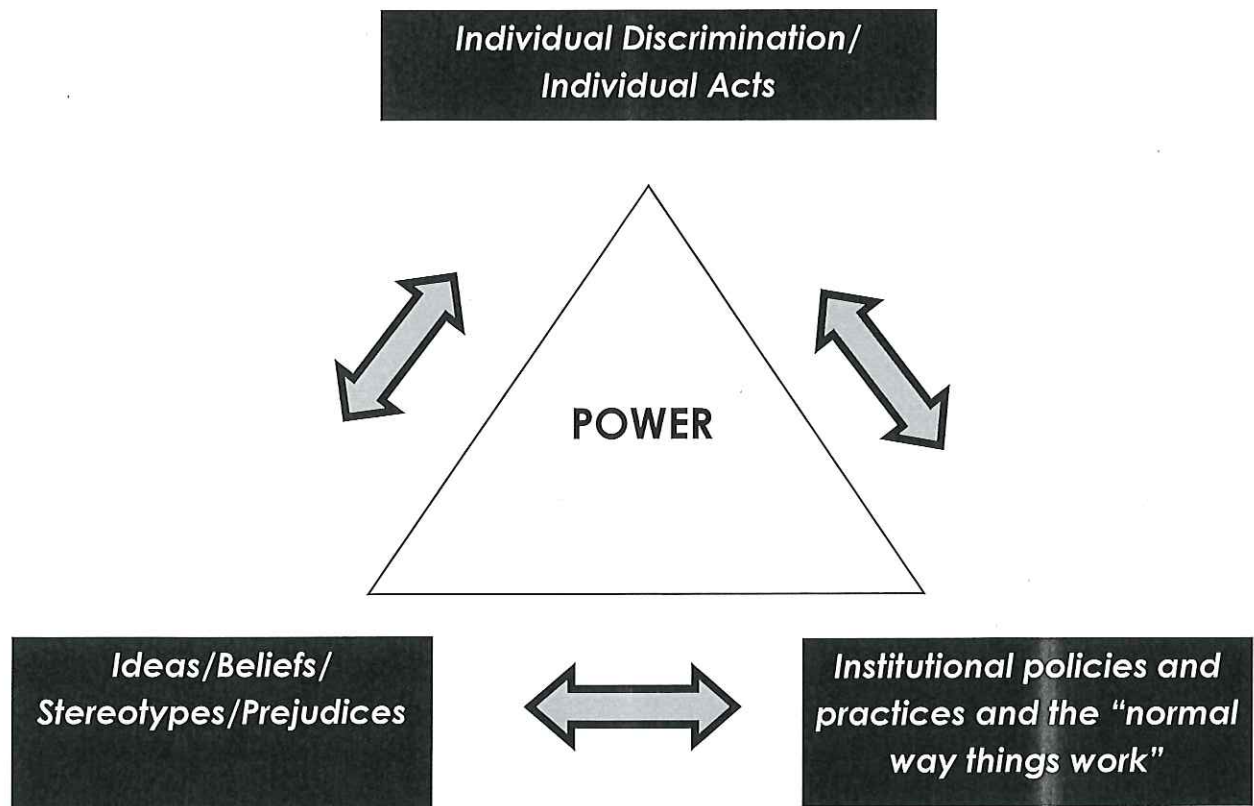 Individual Discrimination/
Individual Acts
POWER
Ideas/Beliefs/
Stereotypes/Prejudices
Institutional policies and
practices and the “normal
way things work”